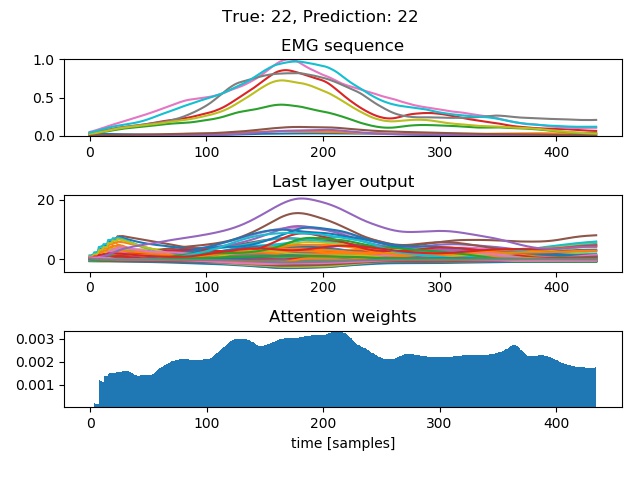 True: 22, Prediction: 22
EMG sequence
1.0
0.5
0.0
0 100 200 300 400
Last layer output
20
0
0 100 200 300 400
Attention weights
0.003
0.002
0.001
0 100 200 300 400
time [samples]